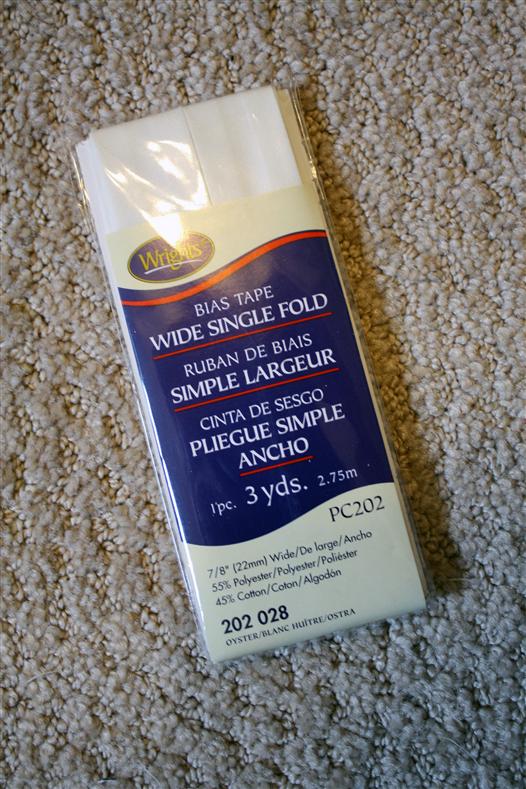 Wrights
BIAS TAPE
WIDE SINGLE FOLD
RUBAN DE BIAIS
SIMPLE LARGEUR
CINTA DE SESGO
PLIEGUE SIMPLE
ANCHO
1pc. 3 yds. 2.75m
PC202
7/8" (22mm) Wide/De large/Ancho
55% Polyester/Polyester/Poliéster
45% Cotton/Coton/Algodón
202 028
OYSTER/BLANC HUÎTRE/OSTRA